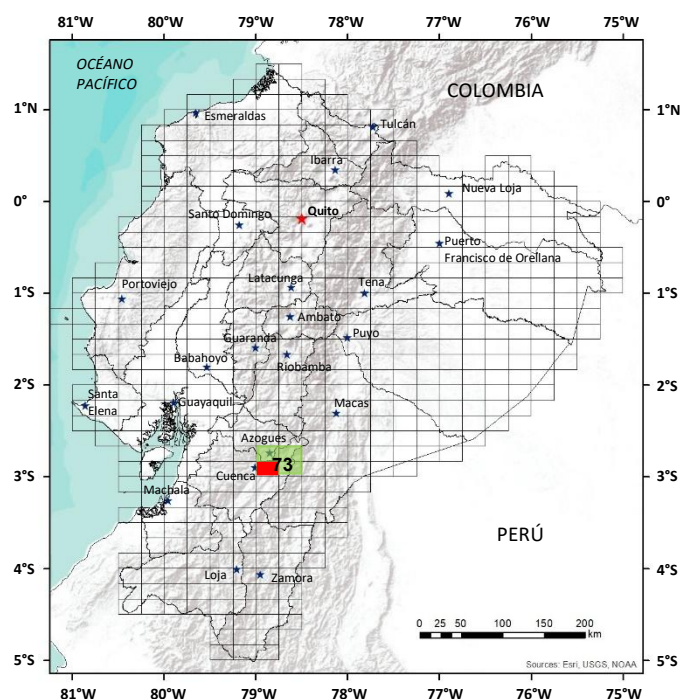 81°W 80°W 79°W 78°W 77°W 76°W 75°W
OCÉANO
PACÍFICO
COLOMBIA
1°N 1°N
Esmeraldas
Tulcán
Ibarra
Nueva Loja
0° 0°
Santo Domingo
Quito
Puerto
Francisco de Orellana
Latacunga
Tena
Portoviejo
1°S 1°S
Ambato
Guaranda
Puyo
Babahoyo
Riobamba
2°S 2°S
Santa
Elena
Guayaquil
Macas
Azogues
73
Cuenca
3°S 3°S
Machala
PERÚ
4°S 4°S
Loja
Zamora
0 25 50 100 150 200
km
5°S 5°S
Sources: Esri, USGS, NOAA
81°W 80°W 79°W 78°W 77°W 76°W 75°W